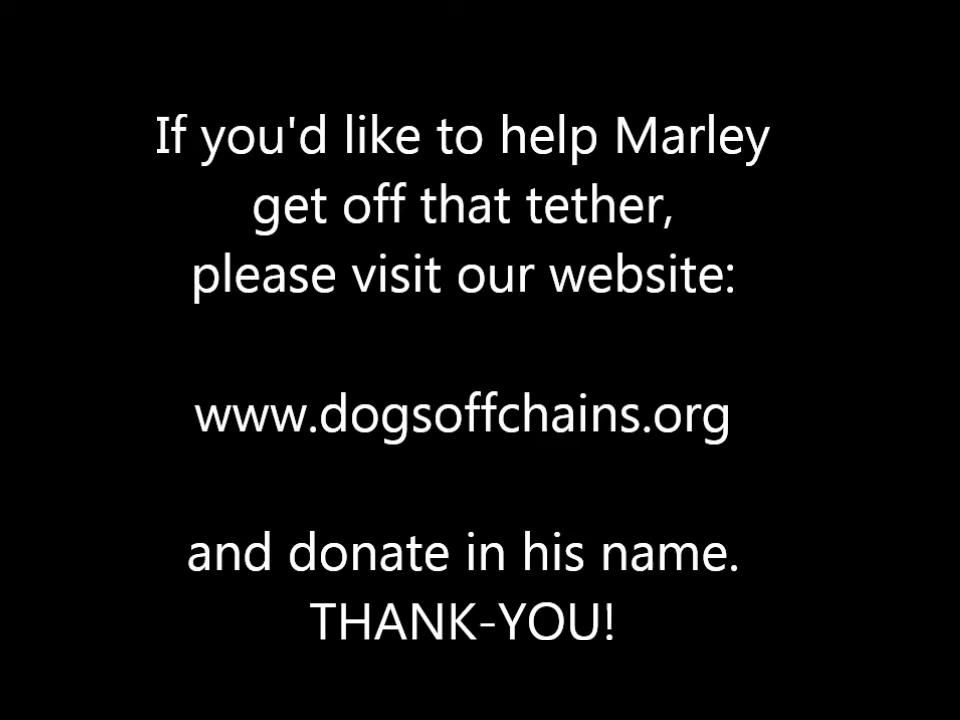 If you'd like to help Marley
get off that tether,
please visit our website:
www.dogsoffchains.org
and donate in his name.
THANK-YOU!